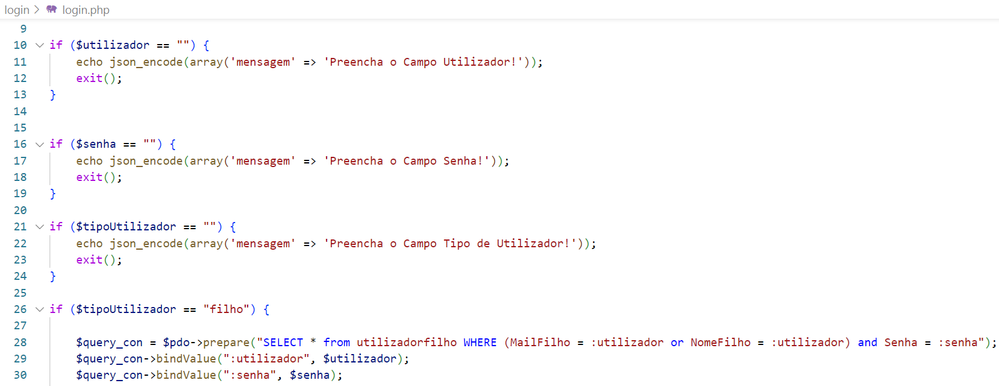 login > login.php
9
10 if ($utilizador == "") {
11 echo json_encode(array('mensagem' => 'Preencha o Campo Utilizador!'));
12 exit();
13 }
14
15
16 if ($senha == "") {
17 echo json_encode(array('mensagem' => 'Preencha o Campo Senha!'));
18 exit();
19 }
20
21 if ($tipoUtilizador == "") {
22 echo json_encode(array('mensagem' => 'Preencha o Campo Tipo de Utilizador!'));
23 exit();
24 }
25
26 if ($tipoUtilizador == "filho") {
27
28 $query_con = $pdo->prepare("SELECT * from utilizadorfilho WHERE (MailFilho = :utilizador or NomeFilho = :utilizador) and Senha = :senha");
29 $query_con->bindValue(":utilizador", $utilizador);
30 $query_con->bindValue(":senha", $senha);